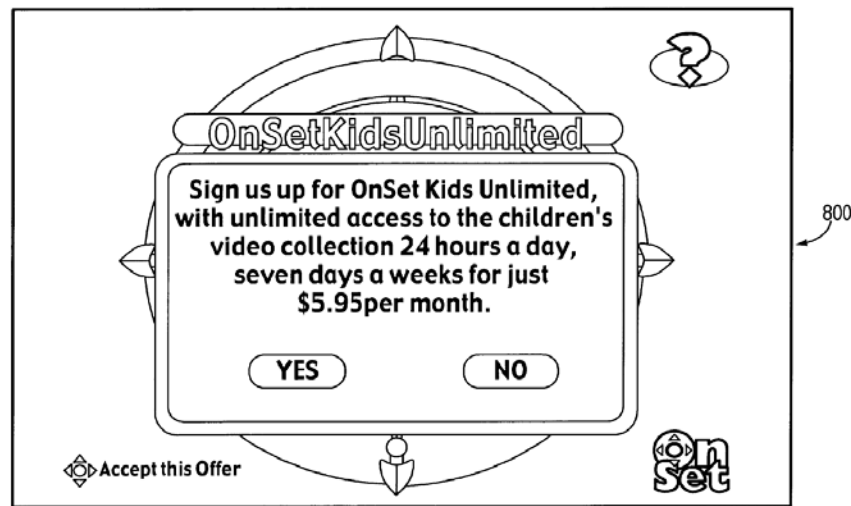 ?
OnSetKidsUnlimited
Sign us up for OnSet Kids Unlimited,
with unlimited access to the children's
video collection 24 hours a day,
seven days a weeks for just
$5.95per month.
YES NO
800
Accept this Offer
On
Set